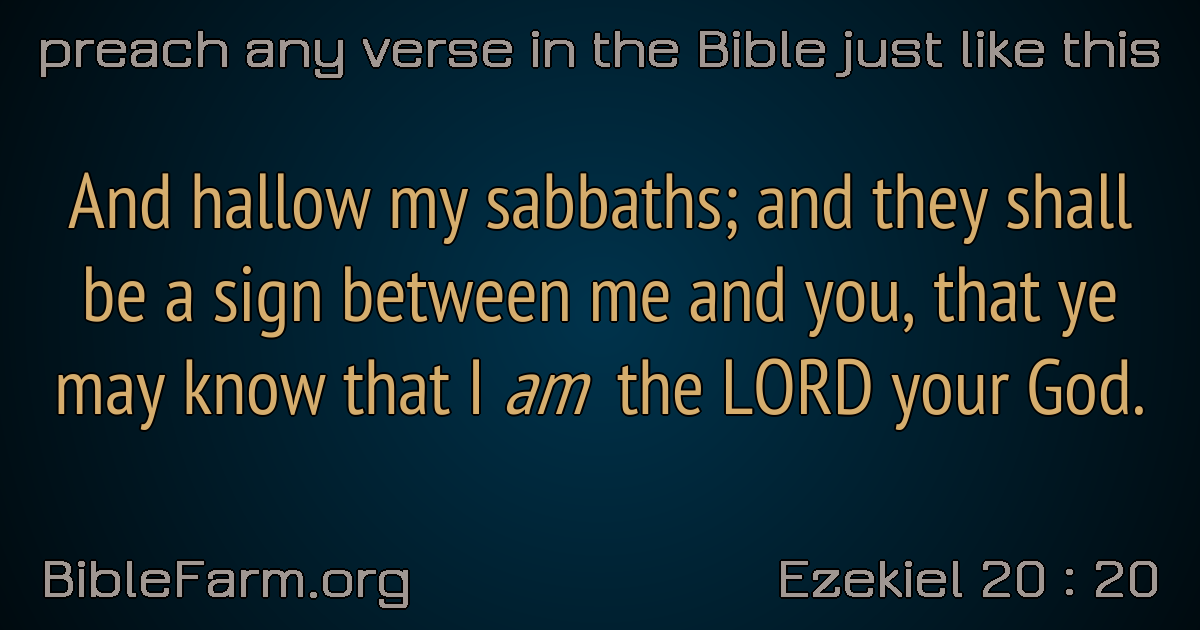 preach any verse in the Bible just like this
And hallow my sabbaths; and they shall
be a sign between me and you, that ye
may know that I am the LORD your God.
BibleFarm.org
Ezekiel 20 : 20